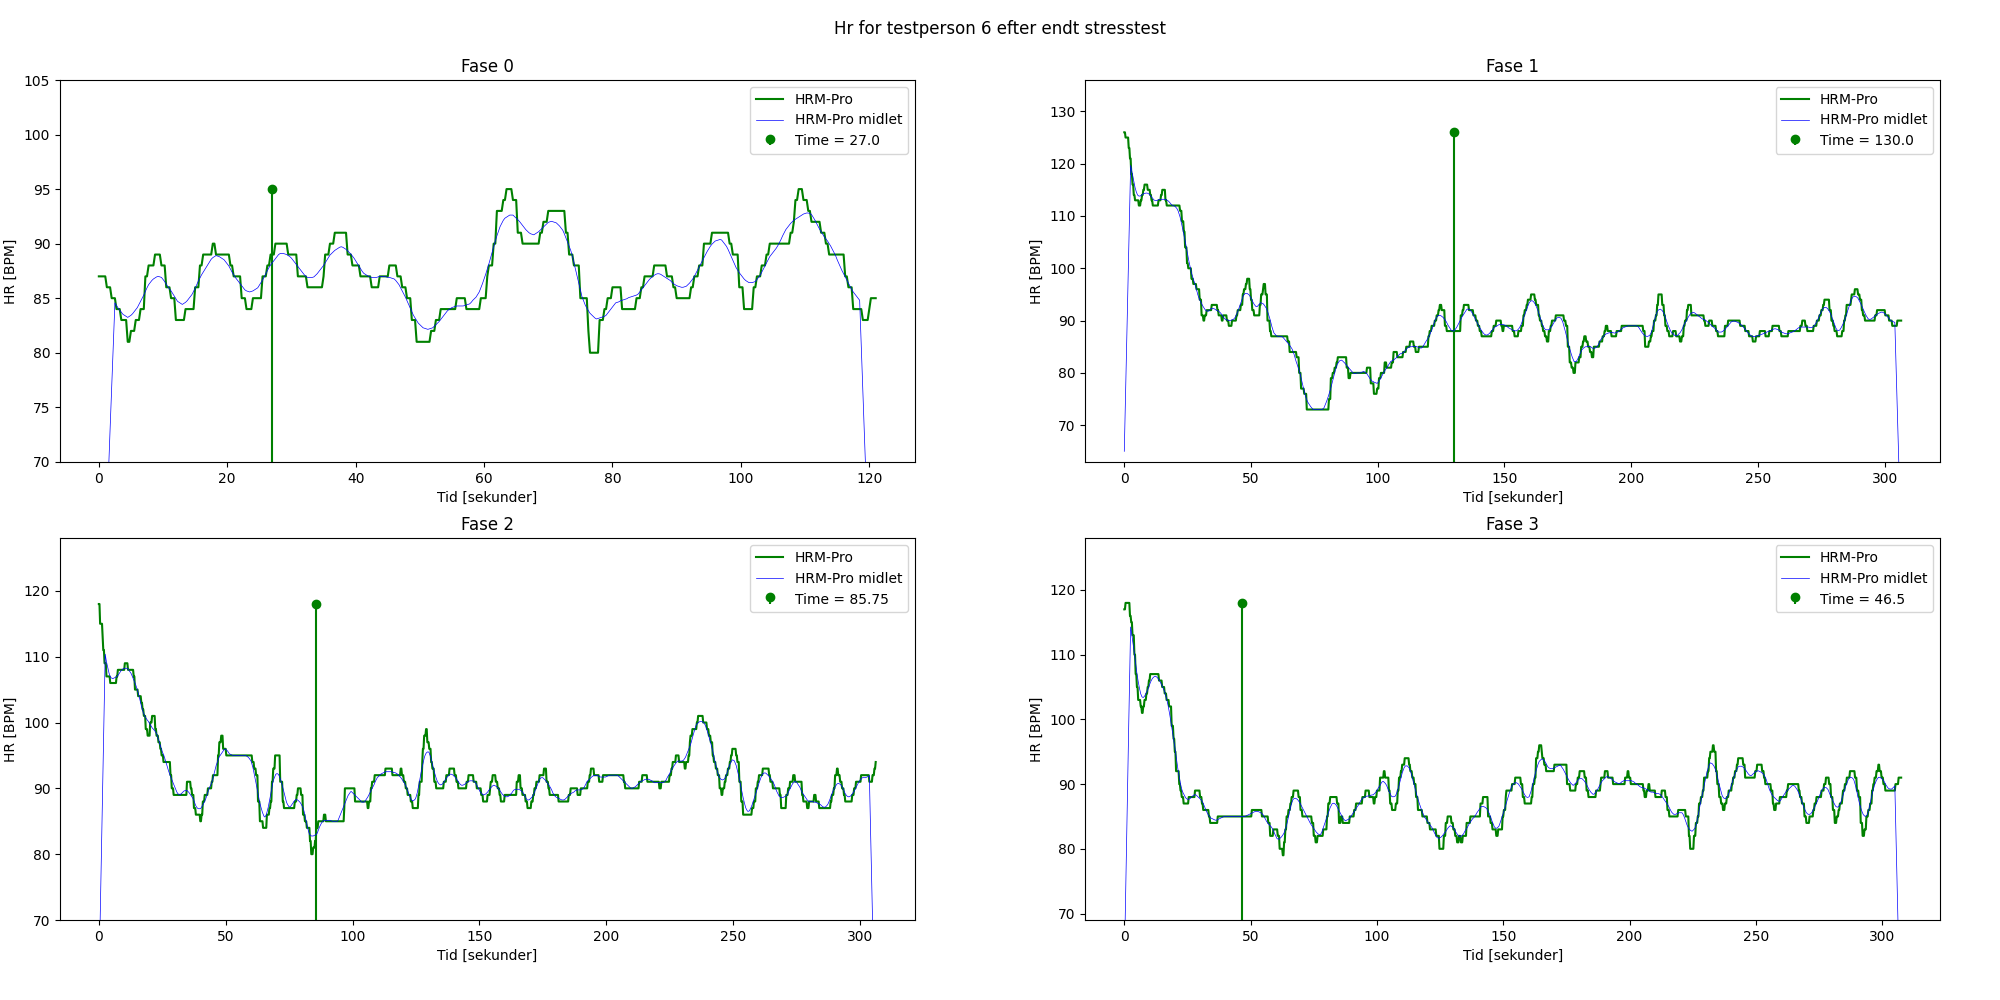 Hr for testperson 6 efter endt stresstest
Fase 0
105
100
95
90
85
80
75
70
HR [BPM]
0 20 40 60 80 100 120
Tid [sekunder]
HRM-Pro
HRM-Pro midlet
Time = 27.0
Fase 1
130
120
110
100
90
80
70
HR [BPM]
0 50 100 150 200 250 300
Tid [sekunder]
HRM-Pro
HRM-Pro midlet
Time = 130.0
Fase 2
120
110
100
90
80
70
HR [BPM]
0 50 100 150 200 250 300
Tid [sekunder]
HRM-Pro
HRM-Pro midlet
Time = 85.75
Fase 3
120
110
100
90
80
70
HR [BPM]
0 50 100 150 200 250 300
Tid [sekunder]
HRM-Pro
HRM-Pro midlet
Time = 46.5